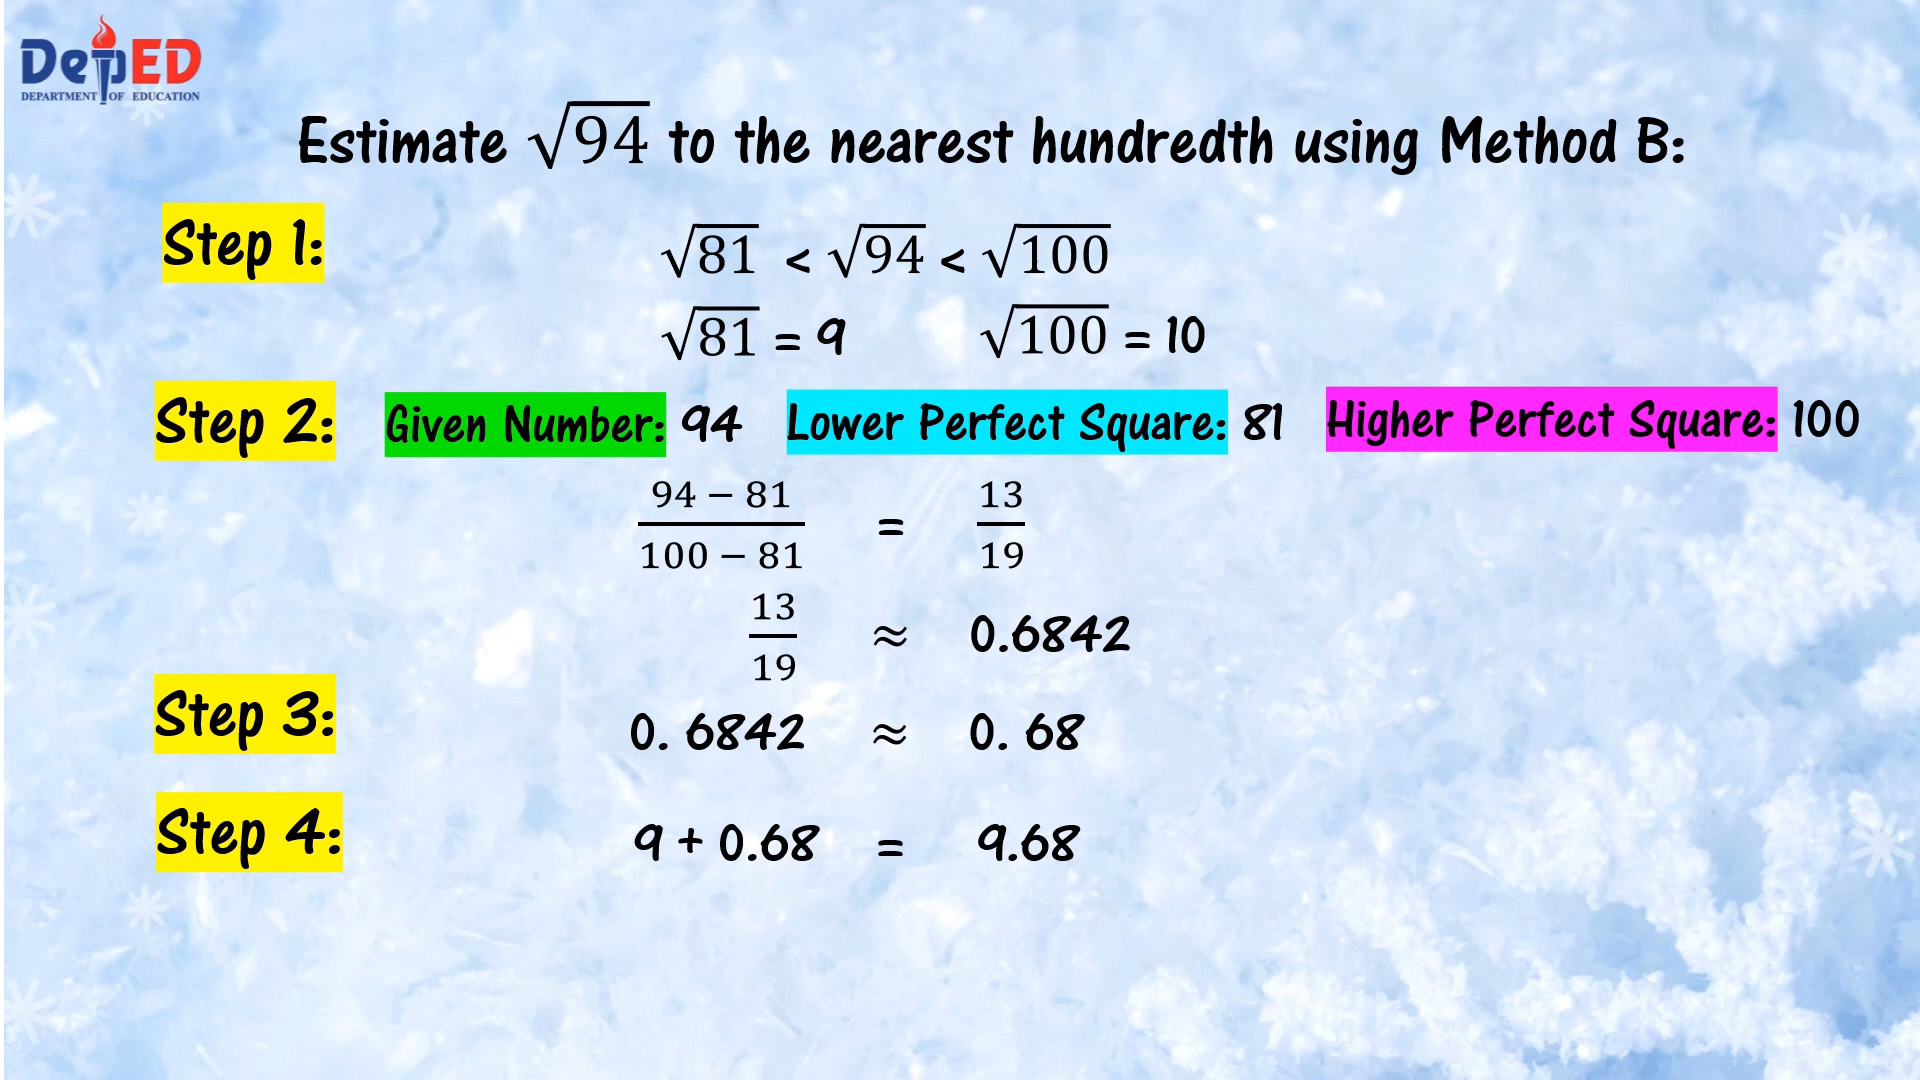 DepED
DEPARTMENT OF EDUCATION
Estimate √94 to the nearest hundredth using Method B:
Step 1: √81 < √94 < √100
√81 = 9 √100 = 10
Step 2: Given Number: 94 Lower Perfect Square: 81 Higher Perfect Square: 100
94 − 81 / 100 − 81 = 13 / 19
13 / 19 ≈ 0.6842
Step 3: 0. 6842 ≈ 0. 68
Step 4: 9 + 0.68 = 9.68